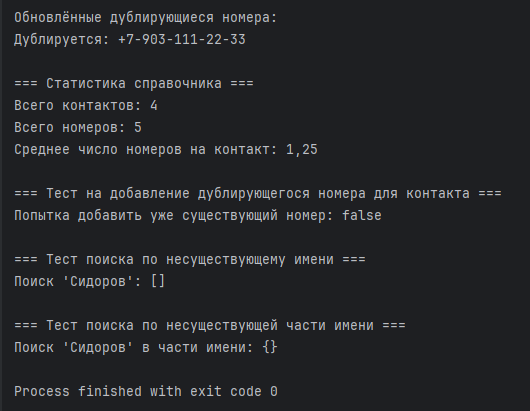 Обновлённые дублирующиеся номера:
Дублируется: +7-903-111-22-33
=== Статистика справочника ===
Всего контактов: 4
Всего номеров: 5
Среднее число номеров на контакт: 1,25
=== Тест на добавление дублирующегося номера для контакта ===
Попытка добавить уже существующий номер: false
=== Тест поиска по несуществующему имени ===
Поиск 'Сидоров': []
=== Тест поиска по несуществующей части имени ===
Поиск 'Сидоров' в части имени: {}
Process finished with exit code 0